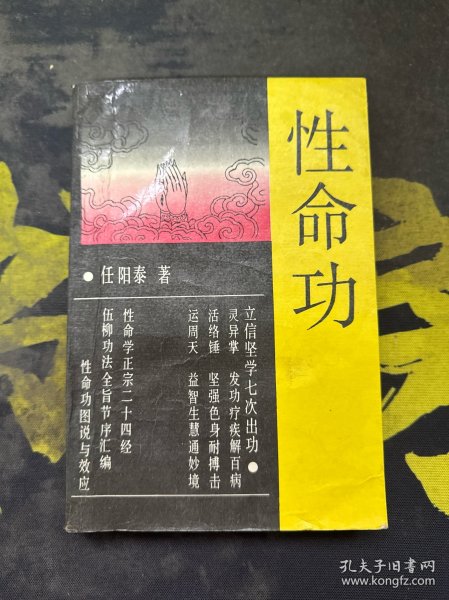 性命功
●任阳泰 著
立信坚学七次出功●
灵异掌 发功疗疾解百病
活络锤 坚强色身耐搏击
运周天 益智生慧通妙境
性命学正宗二十四经
伍柳功法全旨节序汇编
性命功图说与效应
孔夫子旧书网
www.kongfz.com